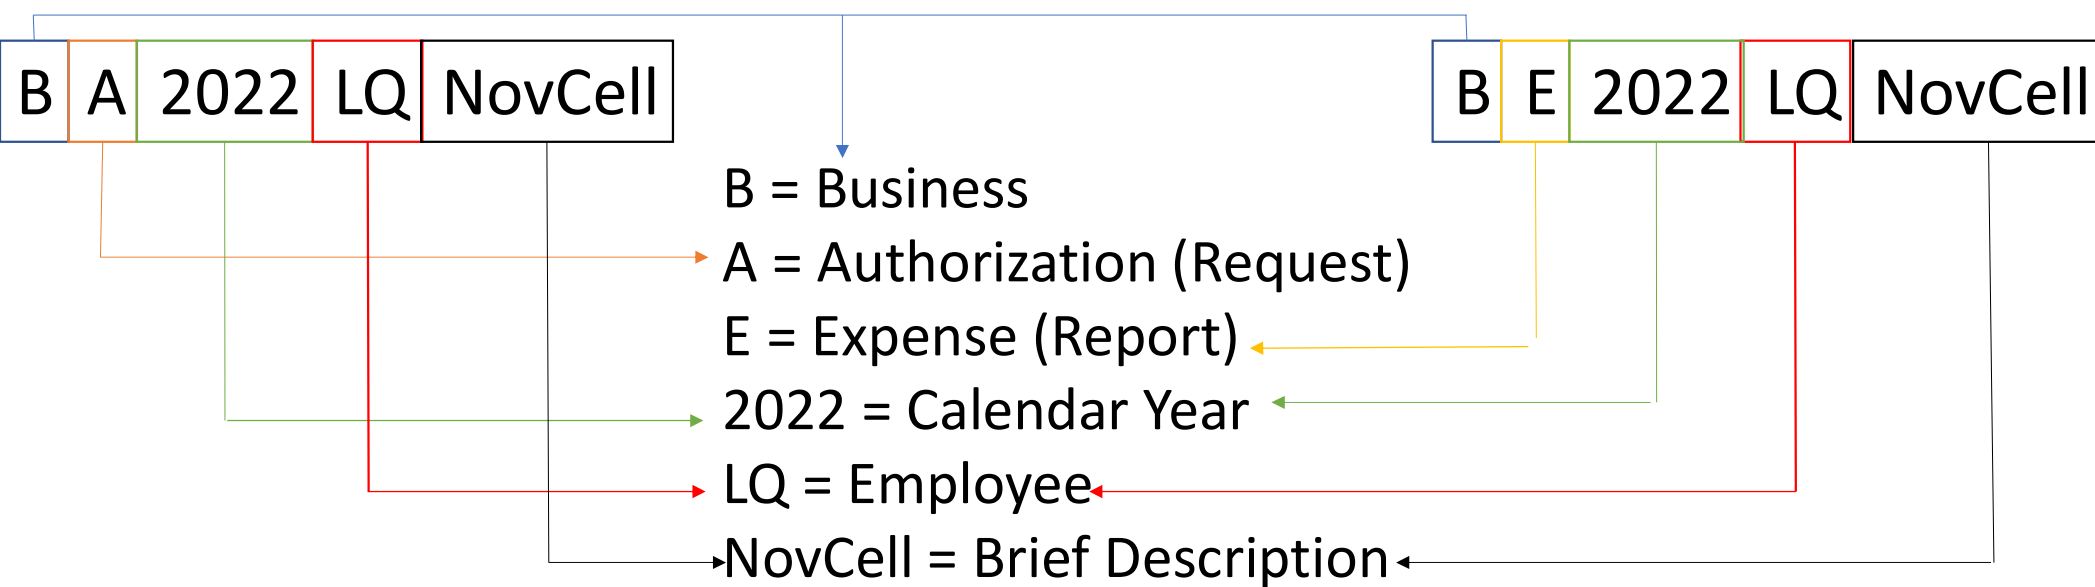 B A 2022 LQ NovCell B E 2022 LQ NovCell
B = Business
A = Authorization (Request)
E = Expense (Report)
2022 = Calendar Year
LQ = Employee
NovCell = Brief Description